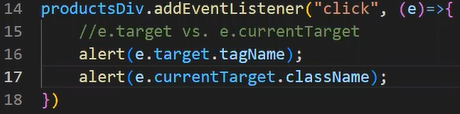 14 productsDiv.addEventListener("click", (e)=>{
15 //e.target vs. e.currentTarget
16 alert(e.target.tagName);
17 alert(e.currentTarget.className);
18 })